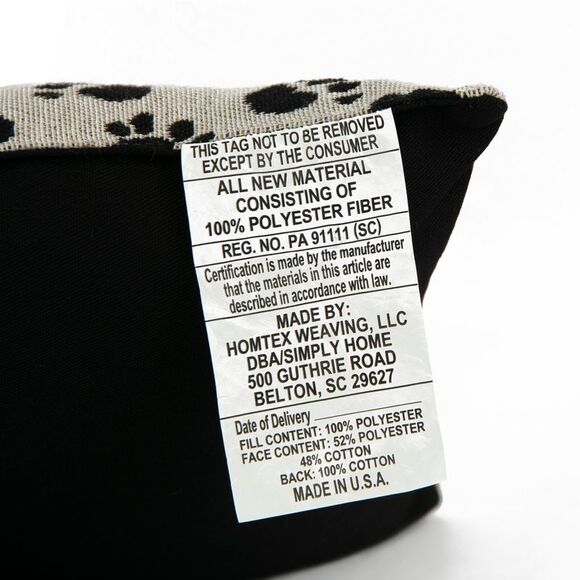 THIS TAG NOT TO BE REMOVED
EXCEPT BY THE CONSUMER
ALL NEW MATERIAL
CONSISTING OF
100% POLYESTER FIBER
REG. NO. PA 91111 (SC)
Certification is made by the manufacturer
that the materials in this article are
described in accordance with law.
MADE BY:
HOMTEX WEAVING, LLC
DBA/SIMPLY HOME
500 GUTHRIE ROAD
BELTON, SC 29627
Date of Delivery
FILL CONTENT: 100% POLYESTER
FACE CONTENT: 52% POLYESTER
48% COTTON
BACK: 100% COTTON
MADE IN U.S.A.